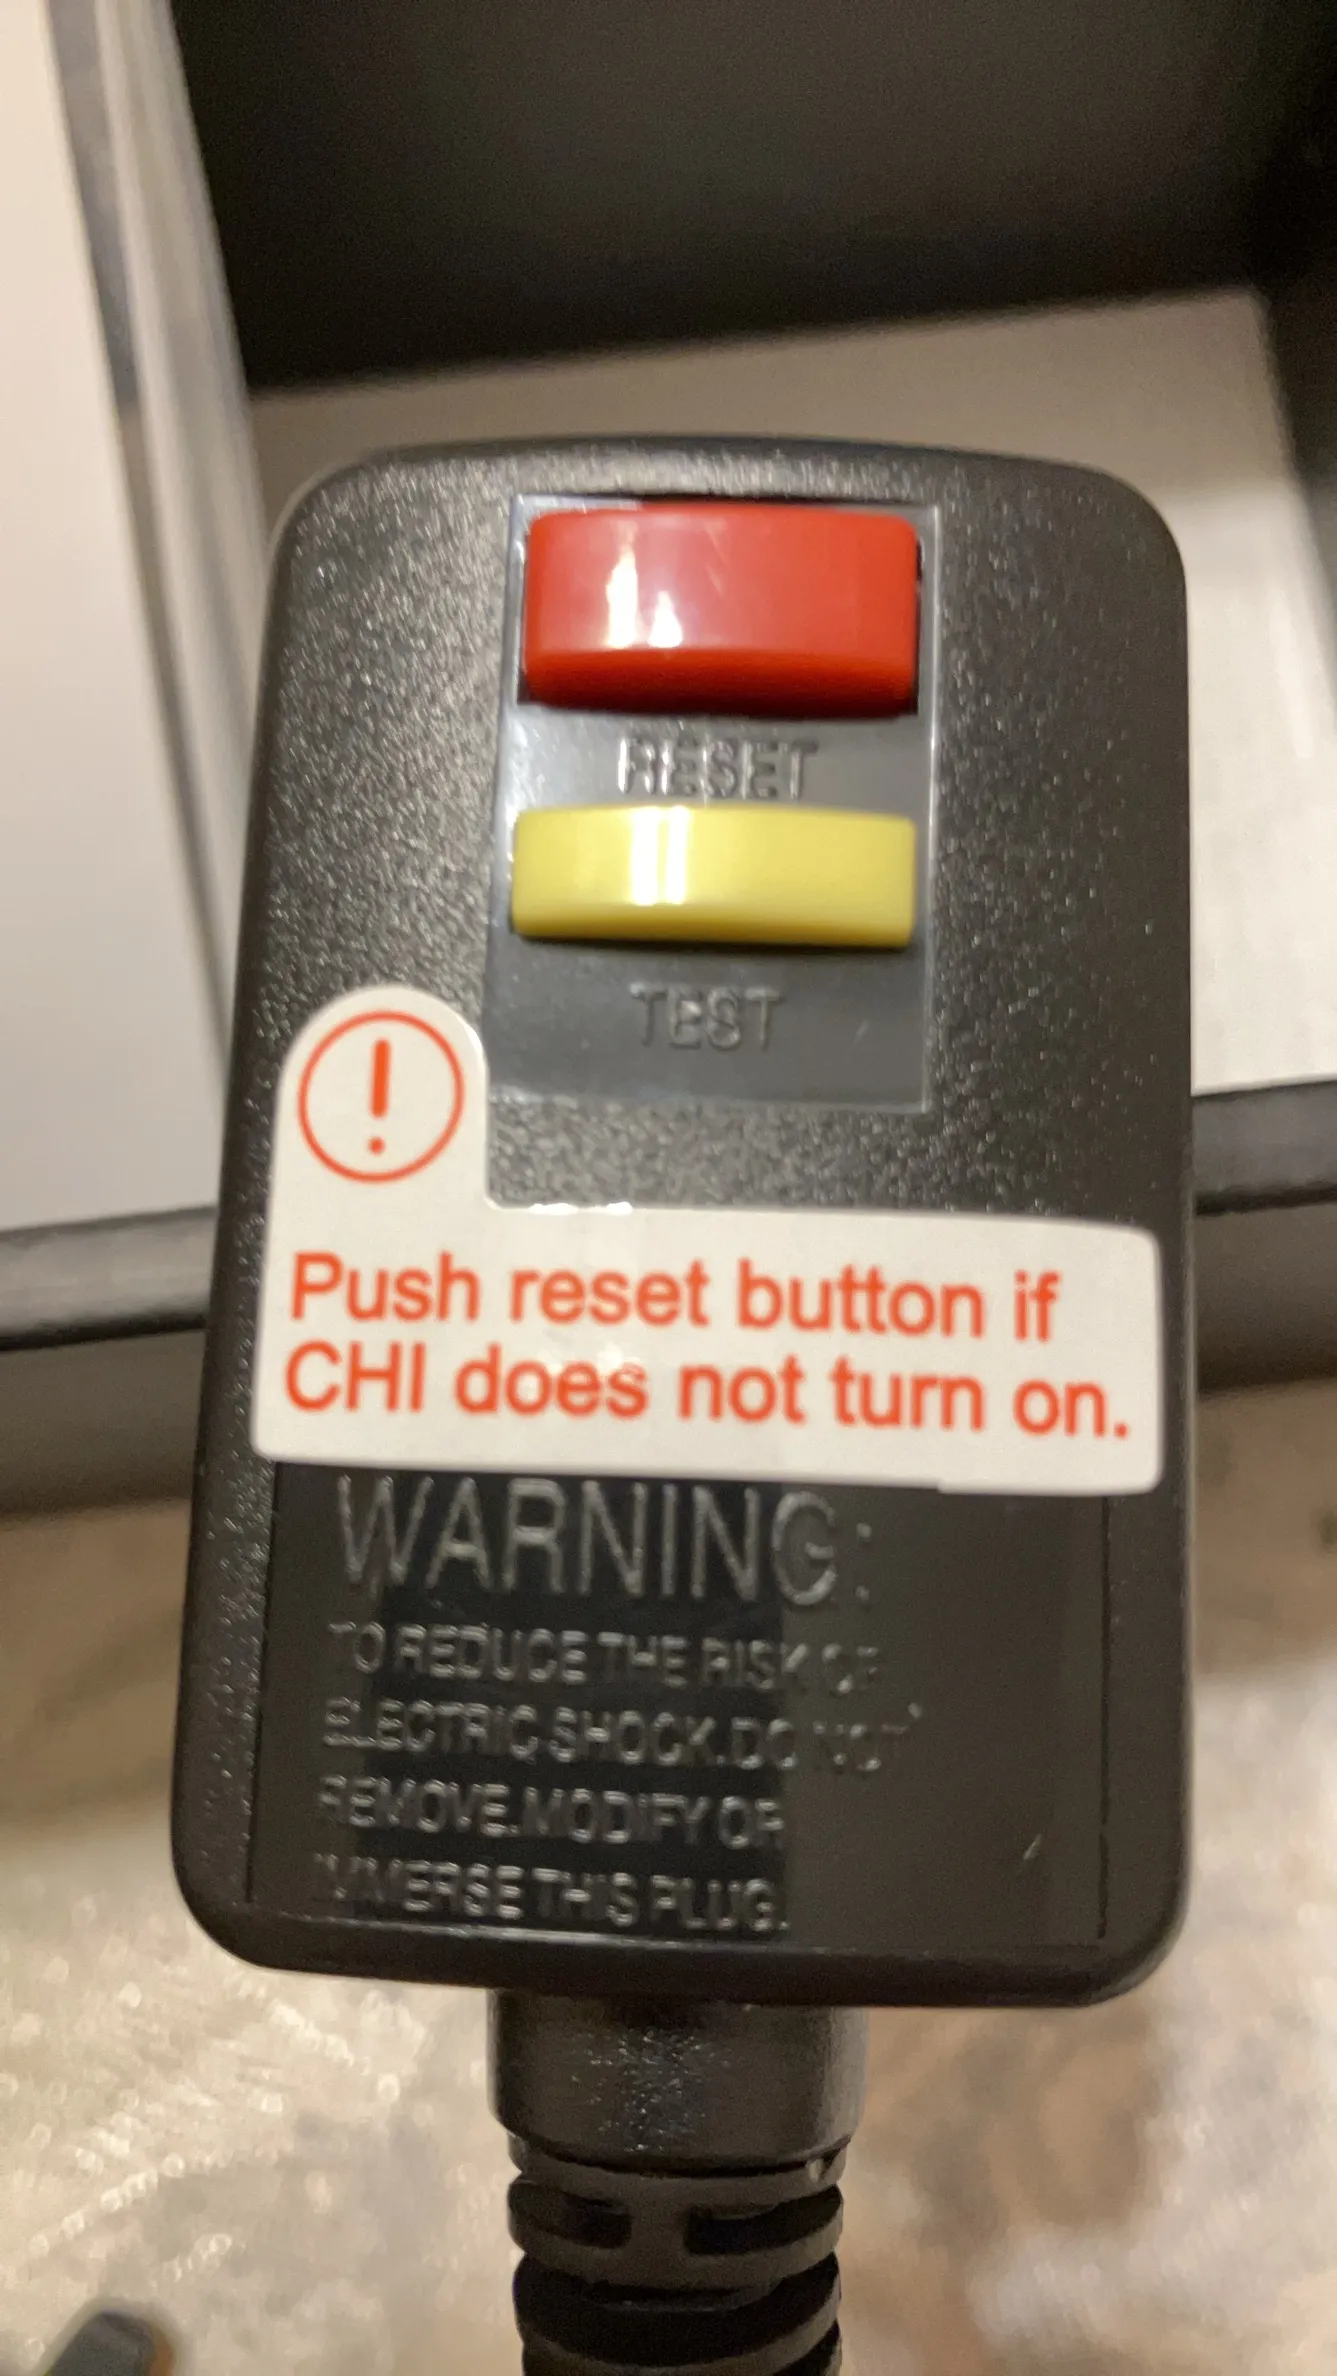 RESET
TEST
!
Push reset button if
CHI does not turn on.
WARNING:
TO REDUCE THE RISK OF
ELECTRIC SHOCK.DO NOT
REMOVE.MODIFY OR
IMMERSE THIS PLUG.